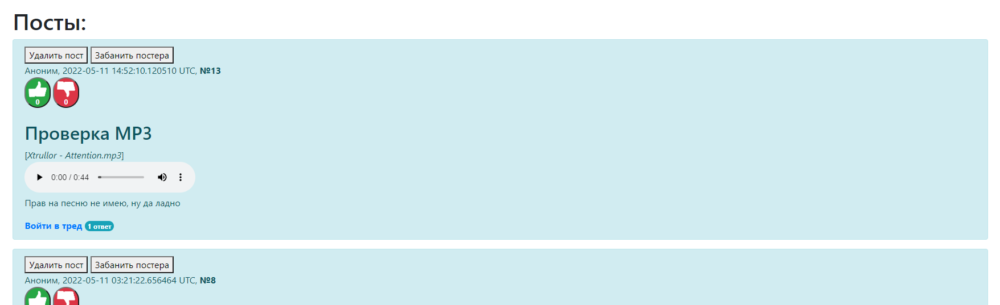 Посты:
Удалить пост Забанить постера
Аноним, 2022-05-11 14:52:10.120510 UTC, №13
0 0
Проверка MP3
[Xtrullor - Attention.mp3]
0:00 / 0:44
Прав на песню не имею, ну да ладно
Войти в тред 1 ответ
Удалить пост Забанить постера
Аноним, 2022-05-11 03:21:22.656464 UTC, №8